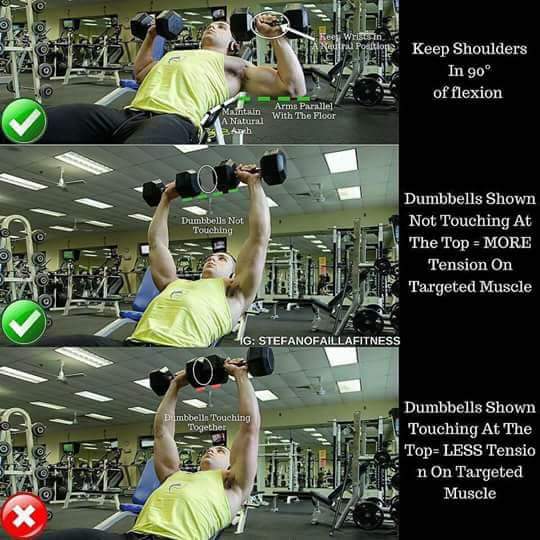 Keep Wrists In
A Neutral Position
Maintain
A Natural
Arch
Arms Parallel
With The Floor
Keep Shoulders
In 90°
of flexion
Dumbbells Not
Touching
Dumbbells Shown
Not Touching At
The Top = MORE
Tension On
Targeted Muscle
IG: STEFANOFAILLAFITNESS
Dumbbells Touching
Together
Dumbbells Shown
Touching At The
Top= LESS Tensio
n On Targeted
Muscle